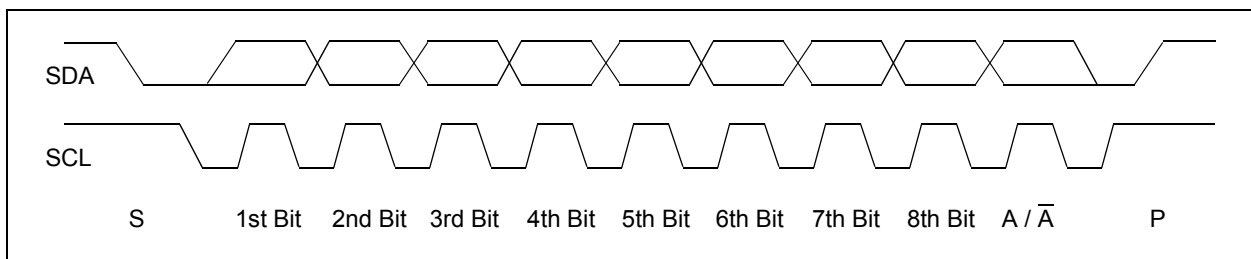 SDA
SCL
S 1st Bit 2nd Bit 3rd Bit 4th Bit 5th Bit 6th Bit 7th Bit 8th Bit A / A̅ P